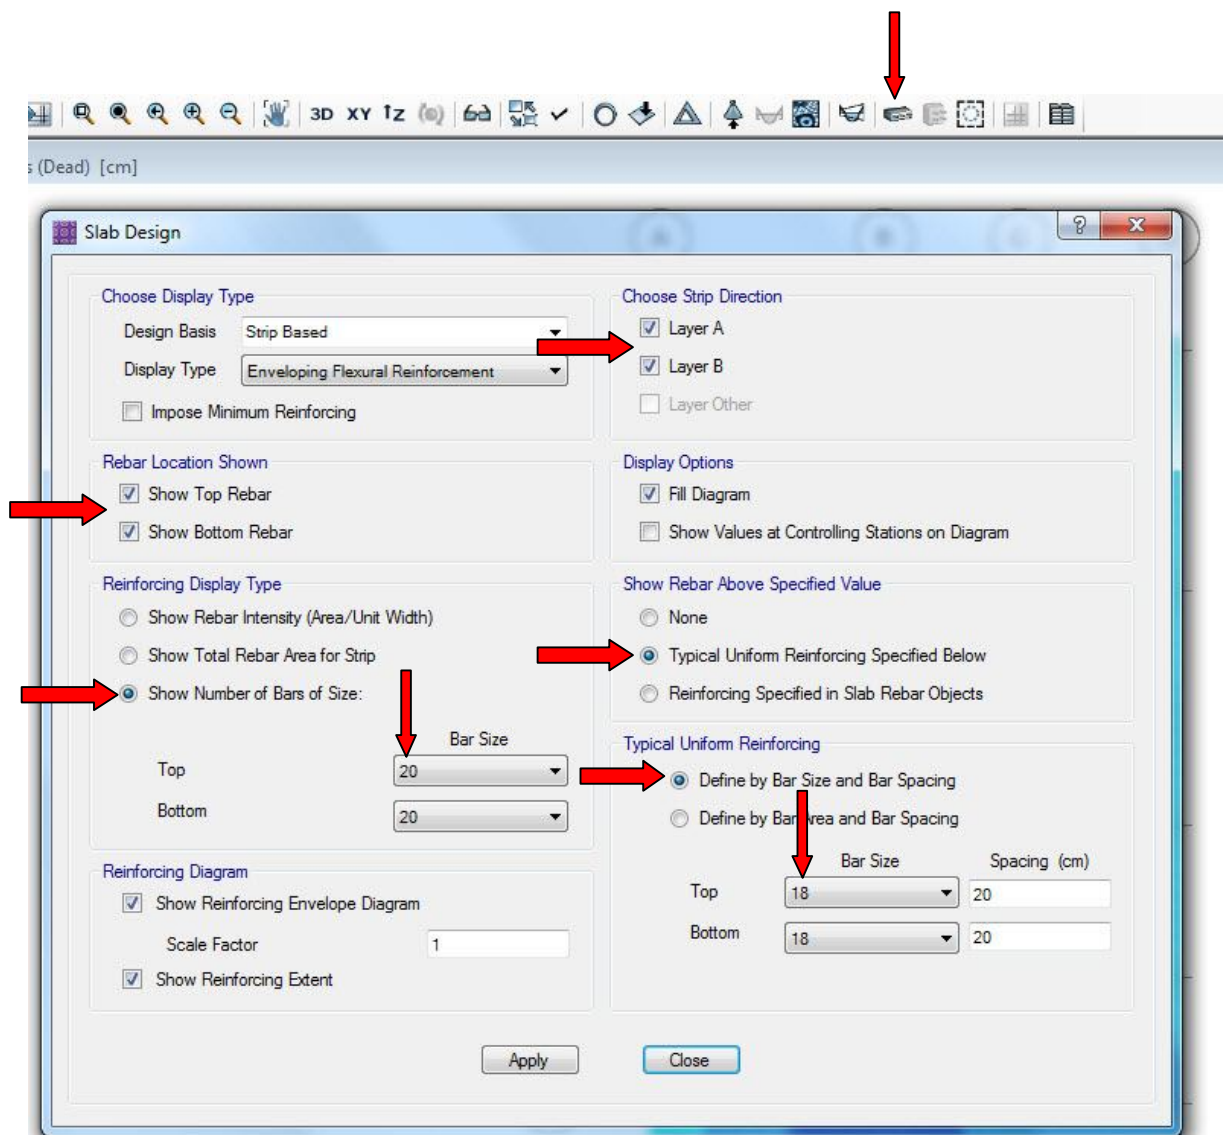 3D XY Z
s (Dead) [cm]
Slab Design
Choose Display Type
Design Basis Strip Based
Display Type Enveloping Flexural Reinforcement
Impose Minimum Reinforcing
Choose Strip Direction
Layer A
Layer B
Layer Other
Rebar Location Shown
Show Top Rebar
Show Bottom Rebar
Display Options
Fill Diagram
Show Values at Controlling Stations on Diagram
Reinforcing Display Type
Show Rebar Intensity (Area/Unit Width)
Show Total Rebar Area for Strip
Show Number of Bars of Size:
Bar Size
Top 20
Bottom 20
Show Rebar Above Specified Value
None
Typical Uniform Reinforcing Specified Below
Reinforcing Specified in Slab Rebar Objects
Typical Uniform Reinforcing
Define by Bar Size and Bar Spacing
Define by Bar Area and Bar Spacing
Bar Size Spacing (cm)
Top 18 20
Bottom 18 20
Reinforcing Diagram
Show Reinforcing Envelope Diagram
Scale Factor 1
Show Reinforcing Extent
Apply Close